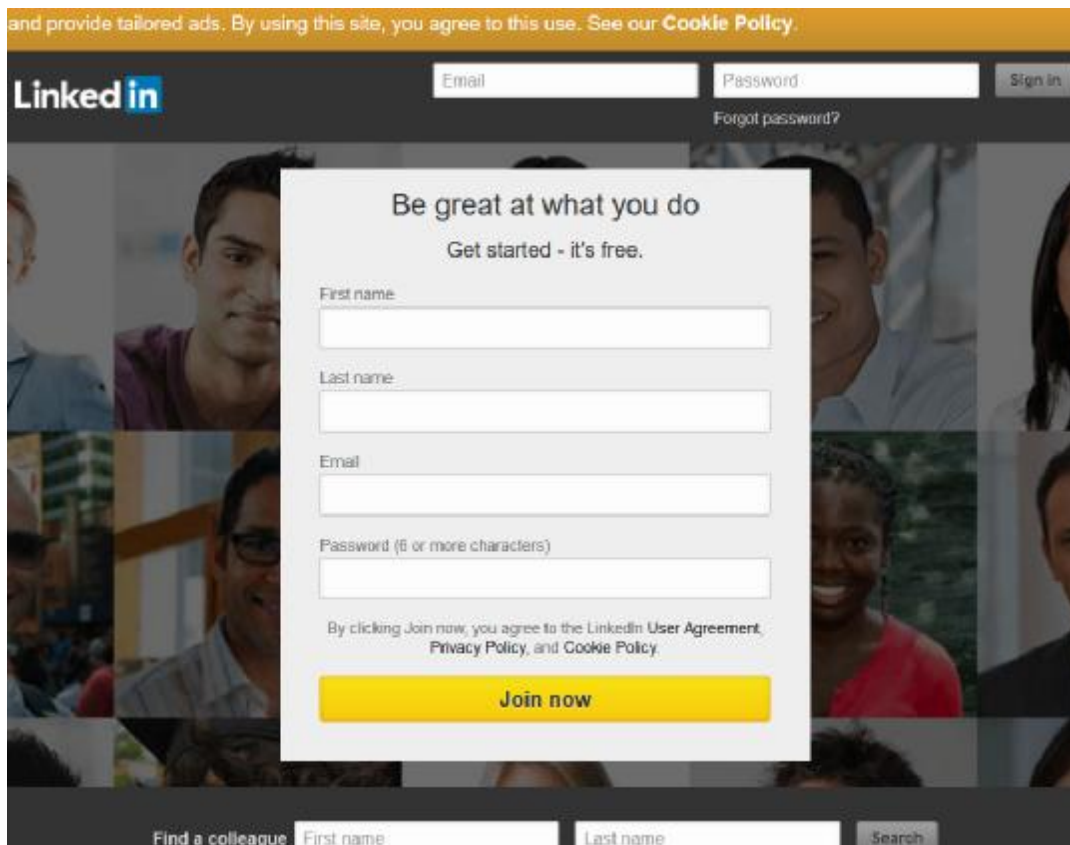 and provide tailored ads. By using this site, you agree to this use. See our Cookie Policy.
Linked in
Email
Password
Sign in
Forgot password?
Be great at what you do
Get started - it's free.
First name
Last name
Email
Password (6 or more characters)
By clicking Join now, you agree to the LinkedIn User Agreement,
Privacy Policy, and Cookie Policy.
Join now
Find a colleague First name Last name Search